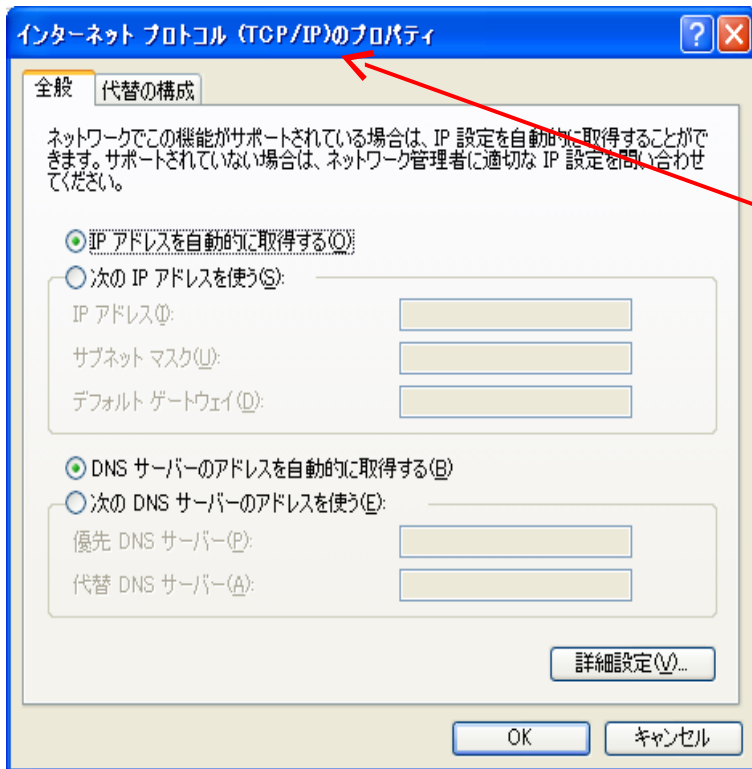 インターネット プロトコル (TCP/IP)のプロパティ
全般 代替の構成
ネットワークでこの機能がサポートされている場合は、IP 設定を自動的に取得することがで
きます。サポートされていない場合は、ネットワーク管理者に適切な IP 設定を問い合わせ
てください。
IP アドレスを自動的に取得する(O)
次の IP アドレスを使う(S):
IP アドレス(I):
サブネット マスク(U):
デフォルト ゲートウェイ(D):
DNS サーバーのアドレスを自動的に取得する(B)
次の DNS サーバーのアドレスを使う(E):
優先 DNS サーバー(P):
代替 DNS サーバー(A):
詳細設定(V)...
OK キャンセル